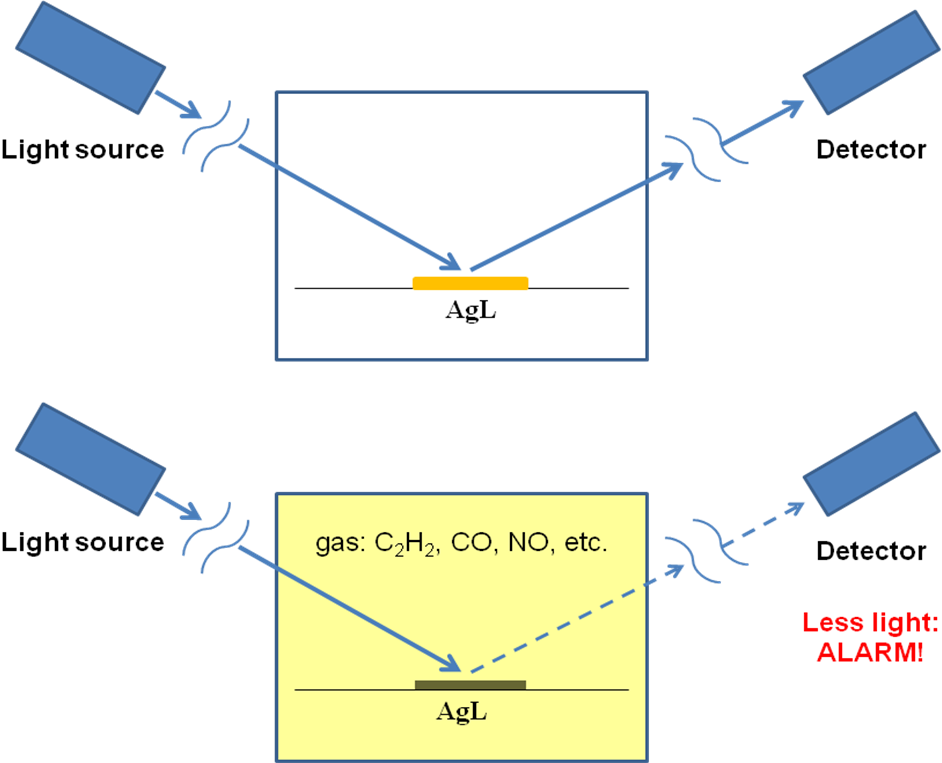 Light source
Detector
AgL
gas: C₂H₂, CO, NO, etc.
Light source
Detector
Less light:
ALARM!
AgL